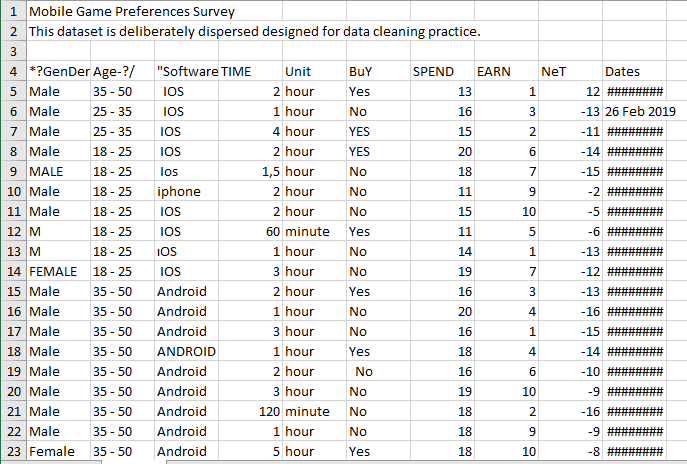 1 Mobile Game Preferences Survey
2 This dataset is deliberately dispersed designed for data cleaning practice.
3
4 *?GenDer Age-?/ "Software TIME Unit BuY SPEND EARN NeT Dates
5 Male 35 - 50 IOS 2 hour Yes 13 1 12 ########
6 Male 25 - 35 IOS 1 hour No 16 3 -13 26 Feb 2019
7 Male 25 - 35 IOS 4 hour YES 15 2 -11 ########
8 Male 18 - 25 IOS 2 hour YES 20 6 -14 ########
9 MALE 18 - 25 Ios 1,5 hour No 18 7 -15 ########
10 Male 18 - 25 iphone 2 hour No 11 9 -2 ########
11 Male 18 - 25 IOS 2 hour No 15 10 -5 ########
12 M 18 - 25 IOS 60 minute Yes 11 5 -6 ########
13 M 18 - 25 ıOS 1 hour No 14 1 -13 ########
14 FEMALE 18 - 25 IOS 3 hour No 19 7 -12 ########
15 Male 35 - 50 Android 2 hour Yes 16 3 -13 ########
16 Male 35 - 50 Android 1 hour No 20 4 -16 ########
17 Male 35 - 50 Android 3 hour No 16 1 -15 ########
18 Male 35 - 50 ANDROID 1 hour Yes 18 4 -14 ########
19 Male 35 - 50 Android 2 hour No 16 6 -10 ########
20 Male 35 - 50 Android 3 hour No 19 10 -9 ########
21 Male 35 - 50 Android 120 minute No 18 2 -16 ########
22 Male 35 - 50 Android 1 hour No 18 9 -9 ########
23 Female 35 - 50 Android 5 hour Yes 18 10 -8 ########